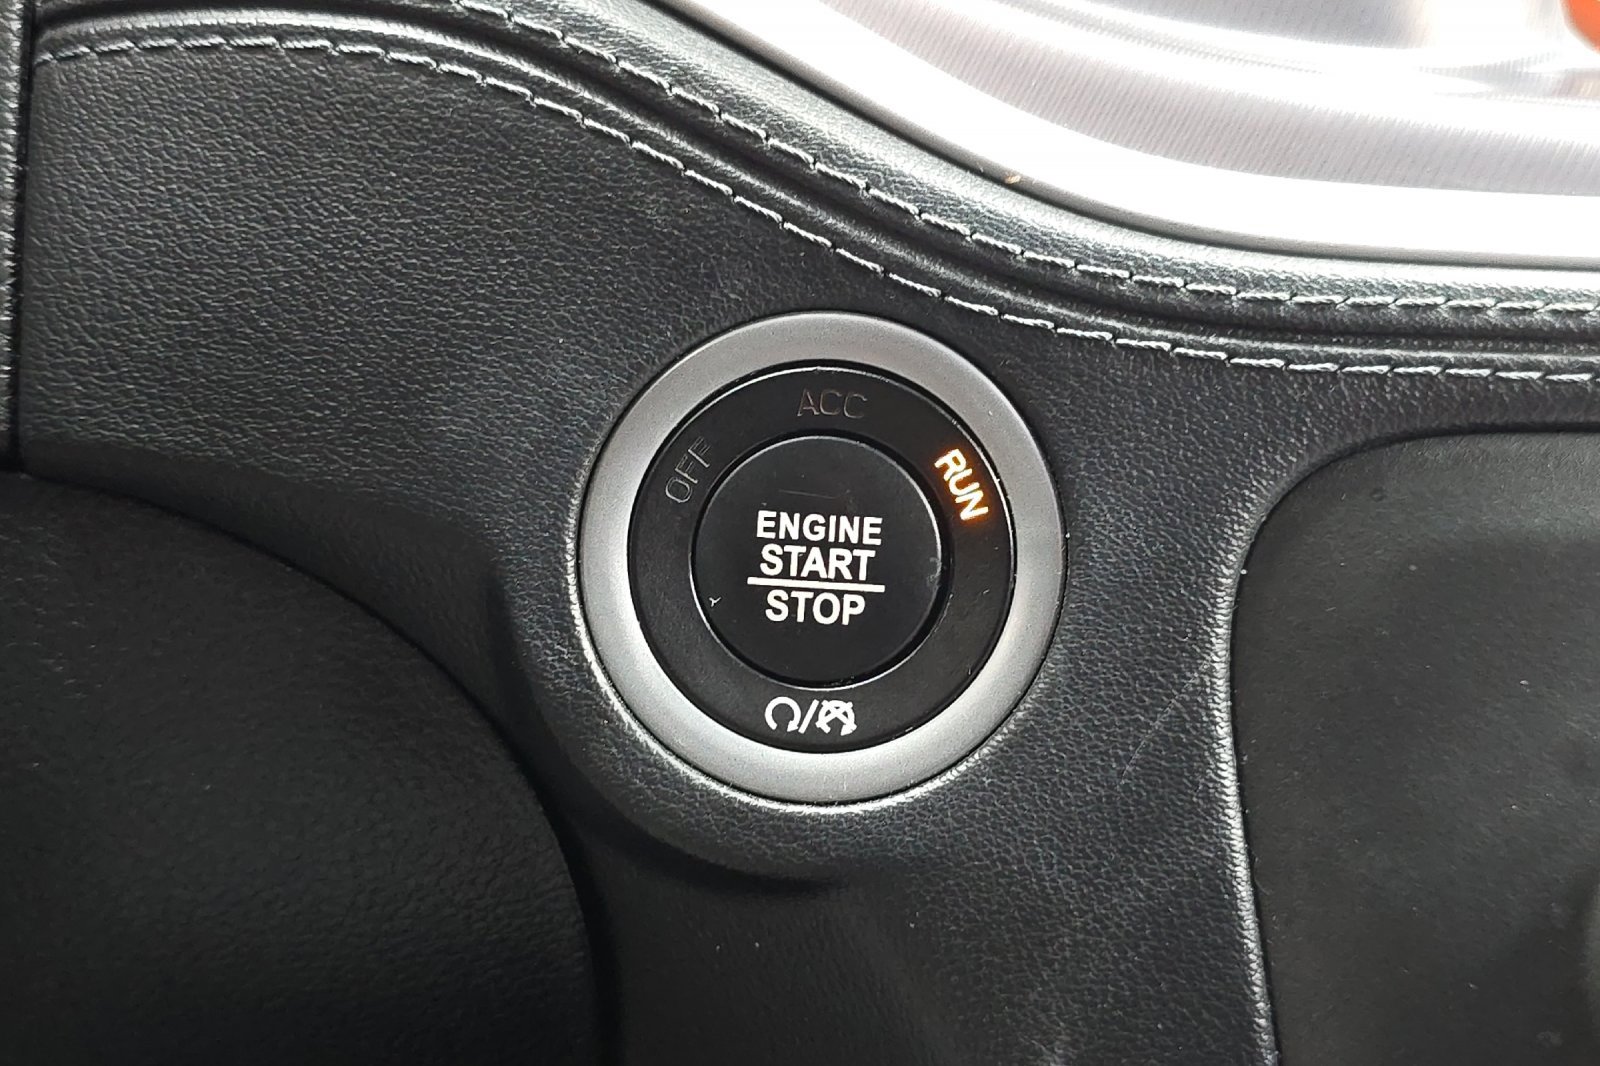 ACC
OFF
RUN
ENGINE
START
STOP